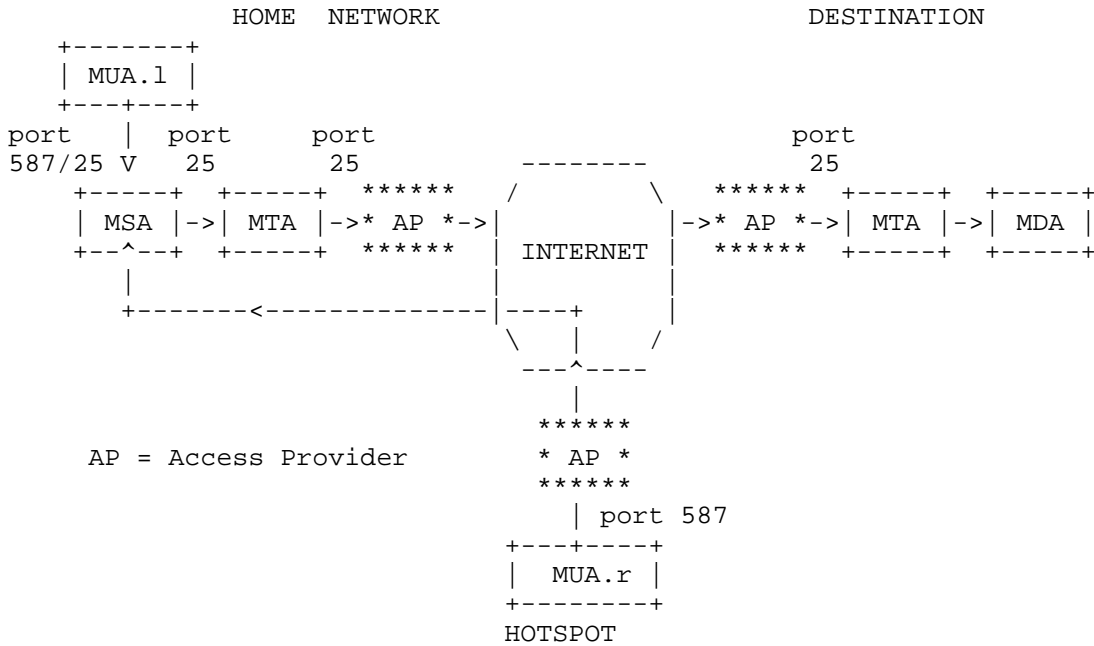 HOME NETWORK DESTINATION
+-------+
| MUA.l |
+---+---+
port | port port port
587/25 V 25 25 -------- 25
+-----+ +-----+ ****** / \ ****** +-----+ +-----+
| MSA |->| MTA |->* AP *->| |->* AP *->| MTA |->| MDA |
+--^--+ +-----+ ****** | INTERNET | ****** +-----+ +-----+
| | |
+-------<--------------|----+ |
\ | /
---^----
|
******
AP = Access Provider * AP *
******
| port 587
+---+----+
| MUA.r |
+--------+
HOTSPOT